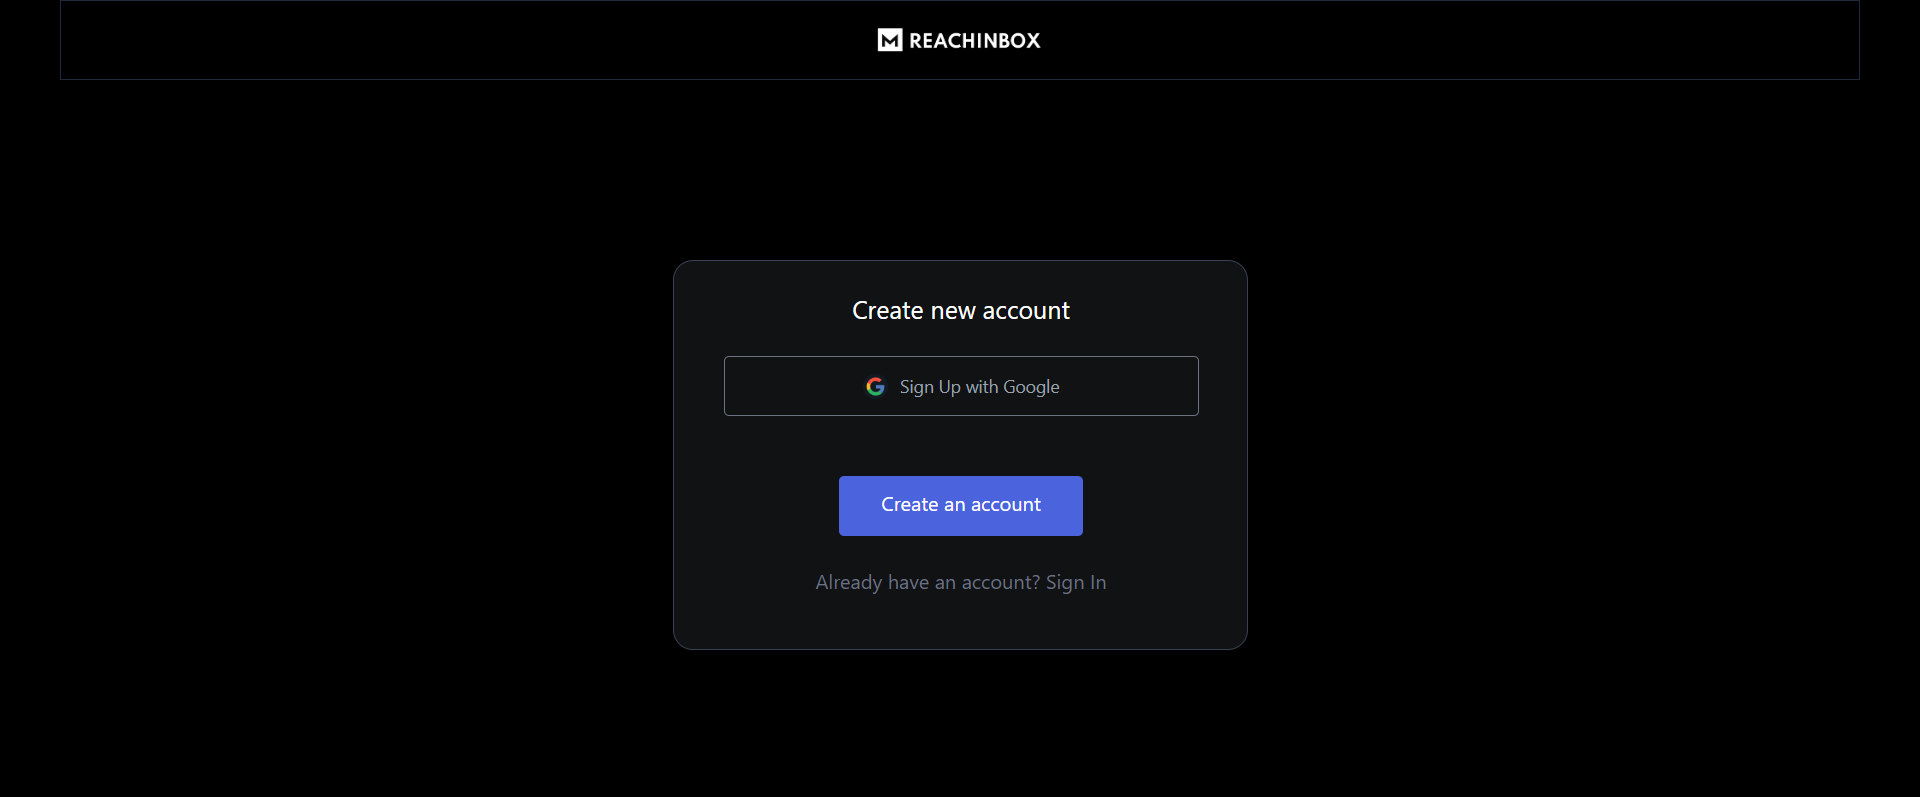 REACHINBOX
Create new account
Sign Up with Google
Create an account
Already have an account? Sign In